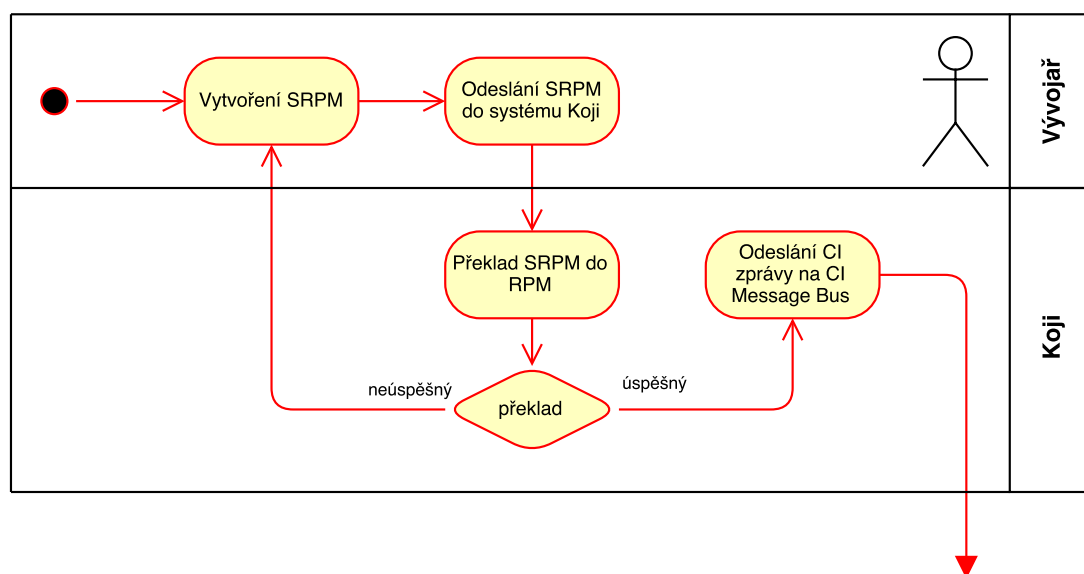 Vytvoření SRPM
Odeslání SRPM
do systému Koji
Vývojař
Překlad SRPM do
RPM
Odeslání CI
zprávy na CI
Message Bus
Koji
neúspěšný
úspěšný
překlad